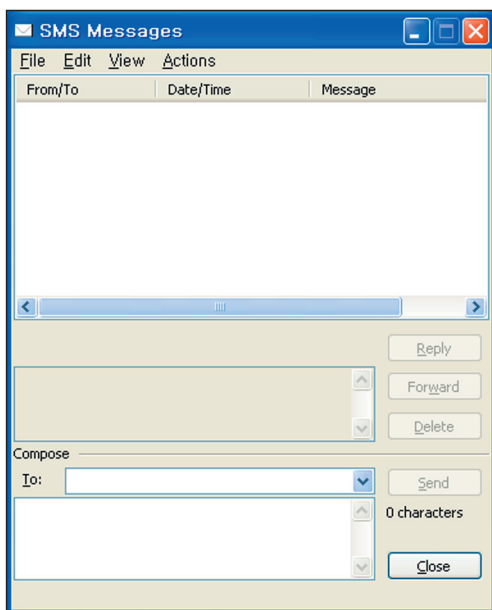 SMS Messages
File Edit View Actions
From/To Date/Time Message
Reply
Forward
Delete
Compose
To: Send
0 characters
Close